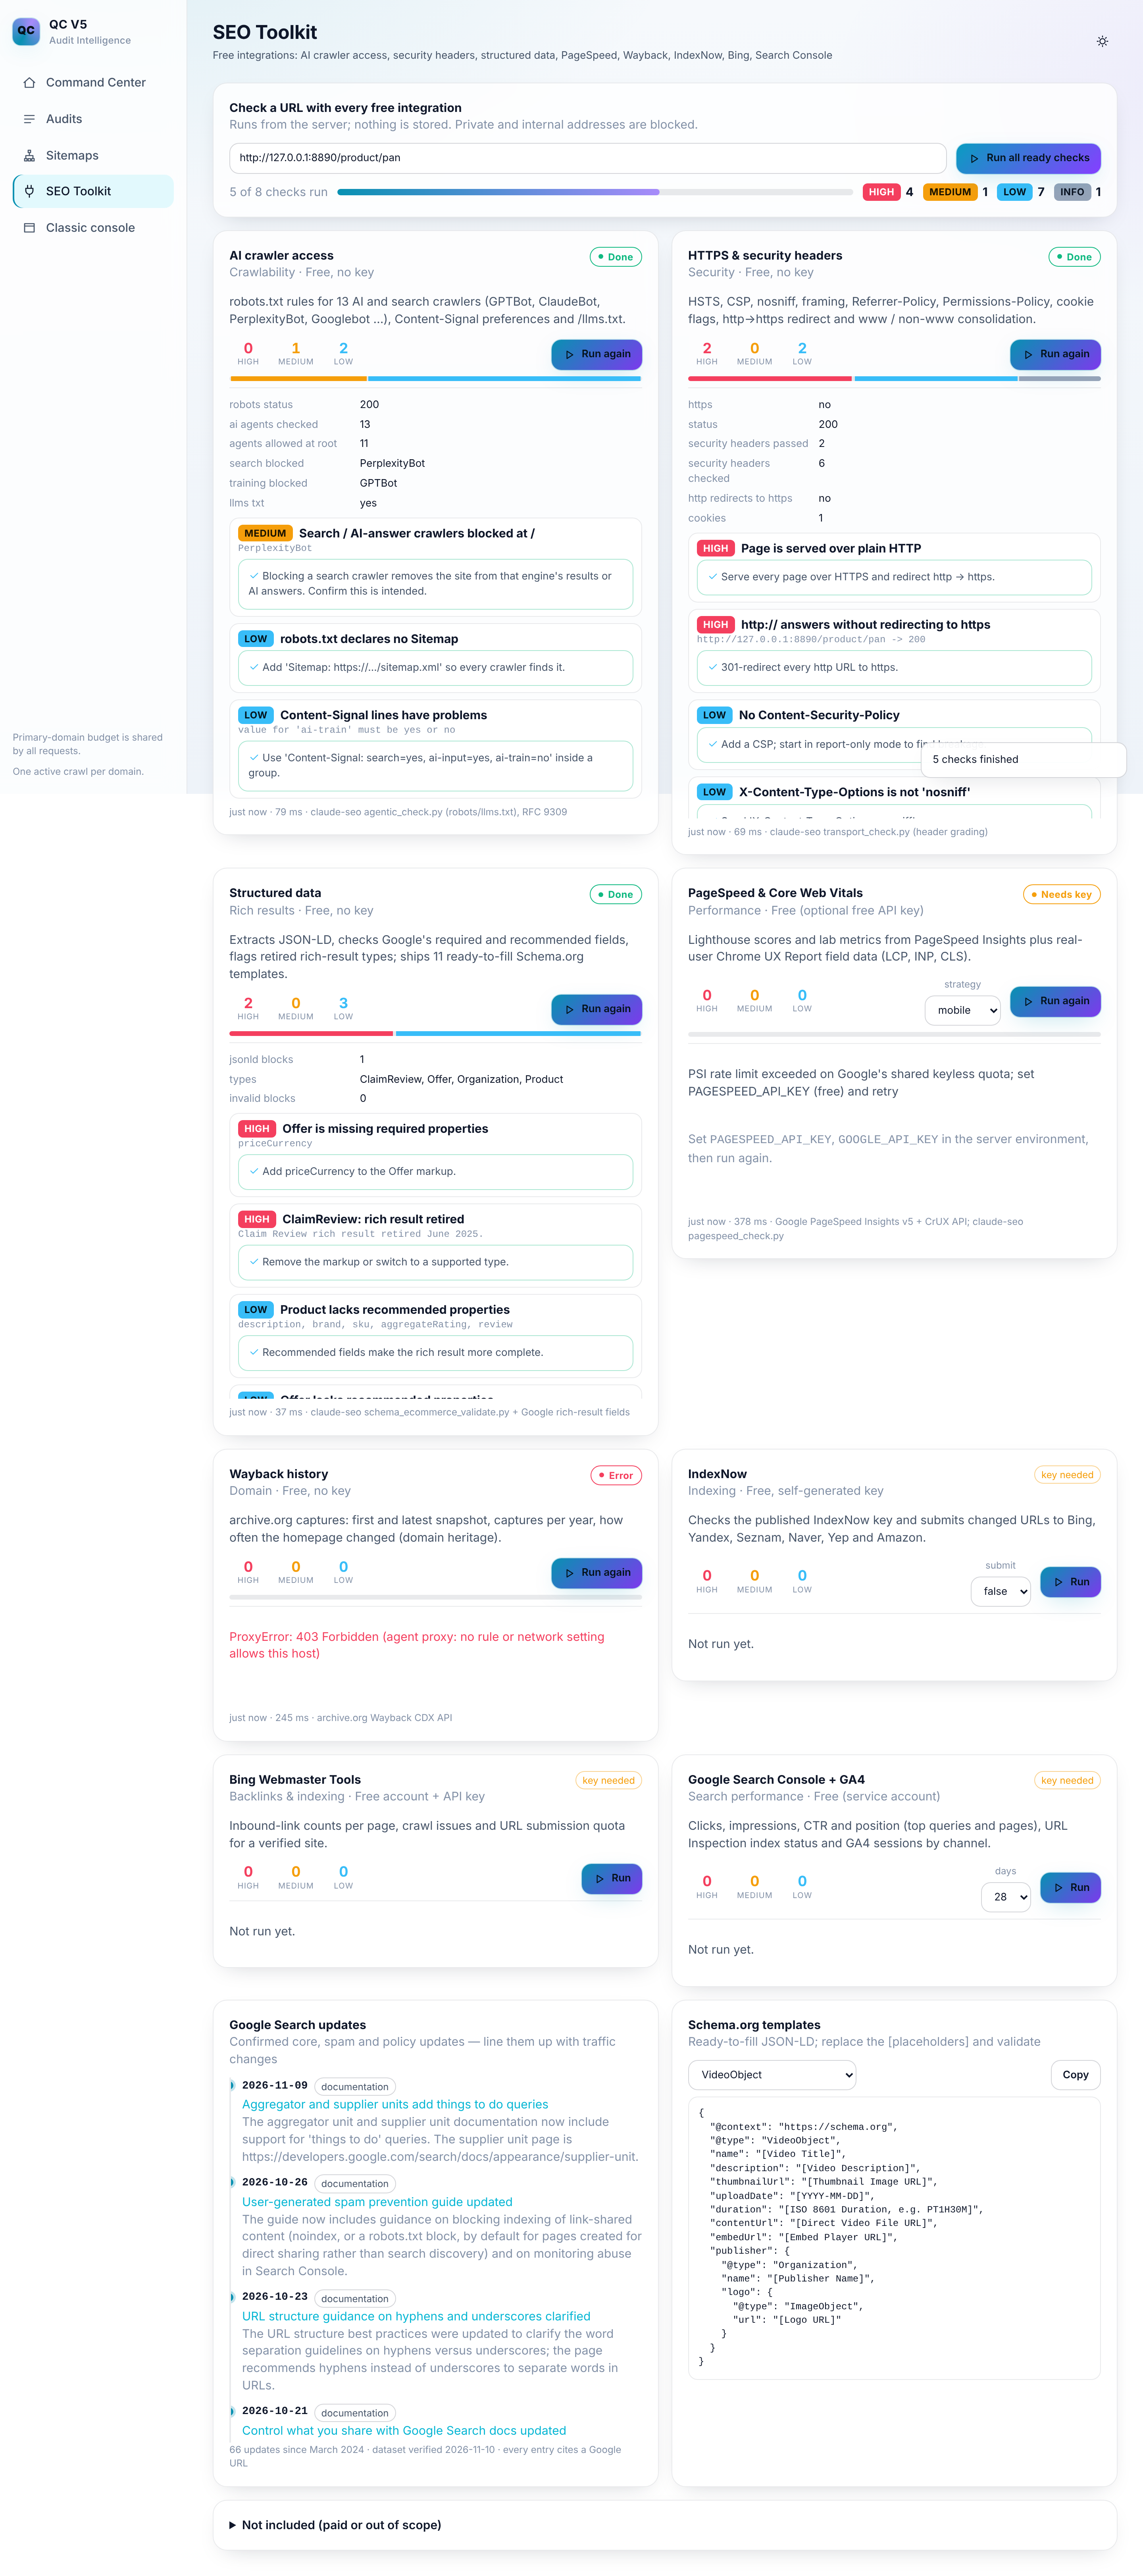 QC
QC V5
Audit Intelligence
Command Center
Audits
Sitemaps
SEO Toolkit
Classic console
Primary-domain budget is shared
by all requests.
One active crawl per domain.
SEO Toolkit
Free integrations: AI crawler access, security headers, structured data, PageSpeed, Wayback, IndexNow, Bing, Search Console
Check a URL with every free integration
Runs from the server; nothing is stored. Private and internal addresses are blocked.
http://127.0.0.1:8890/product/pan
Run all ready checks
5 of 8 checks run
HIGH 4 MEDIUM 1 LOW 7 INFO 1
AI crawler access
Done
Crawlability · Free, no key
robots.txt rules for 13 AI and search crawlers (GPTBot, ClaudeBot,
PerplexityBot, Googlebot ...), Content-Signal preferences and /llms.txt.
0 1 2
HIGH MEDIUM LOW
Run again
robots status 200
ai agents checked 13
agents allowed at root 11
search blocked PerplexityBot
training blocked GPTBot
llms txt yes
MEDIUM Search / AI-answer crawlers blocked at /
PerplexityBot
✓ Blocking a search crawler removes the site from that engine's results or
AI answers. Confirm this is intended.
LOW robots.txt declares no Sitemap
✓ Add 'Sitemap: https://.../sitemap.xml' so every crawler finds it.
LOW Content-Signal lines have problems
value for 'ai-train' must be yes or no
✓ Use 'Content-Signal: search=yes, ai-input=yes, ai-train=no' inside a
group.
just now · 79 ms · claude-seo agentic_check.py (robots/llms.txt), RFC 9309
HTTPS & security headers
Done
Security · Free, no key
HSTS, CSP, nosniff, framing, Referrer-Policy, Permissions-Policy, cookie
flags, http→https redirect and www / non-www consolidation.
2 0 2
HIGH MEDIUM LOW
Run again
https no
status 200
security headers passed 2
security headers 6
checked
http redirects to https no
cookies 1
HIGH Page is served over plain HTTP
✓ Serve every page over HTTPS and redirect http → https.
HIGH http:// answers without redirecting to https
http://127.0.0.1:8890/product/pan -> 200
✓ 301-redirect every http URL to https.
LOW No Content-Security-Policy
✓ Add a CSP; start in report-only mode to
5 checks finished
LOW X-Content-Type-Options is not 'nosniff'
just now · 69 ms · claude-seo transport_check.py (header grading)
Structured data
Done
Rich results · Free, no key
Extracts JSON-LD, checks Google's required and recommended fields,
flags retired rich-result types; ships 11 ready-to-fill Schema.org
templates.
2 0 3
HIGH MEDIUM LOW
Run again
jsonld blocks 1
types ClaimReview, Offer, Organization, Product
invalid blocks 0
HIGH Offer is missing required properties
priceCurrency
✓ Add priceCurrency to the Offer markup.
HIGH ClaimReview: rich result retired
Claim Review rich result retired June 2025.
✓ Remove the markup or switch to a supported type.
LOW Product lacks recommended properties
description, brand, sku, aggregateRating, review
✓ Recommended fields make the rich result more complete.
LOW Offer lacks recommended properties
just now · 37 ms · claude-seo schema_ecommerce_validate.py + Google rich-result fields
PageSpeed & Core Web Vitals
Needs key
Performance · Free (optional free API key)
Lighthouse scores and lab metrics from PageSpeed Insights plus real-
user Chrome UX Report field data (LCP, INP, CLS).
0 0 0
HIGH MEDIUM LOW
strategy
mobile
Run again
PSI rate limit exceeded on Google's shared keyless quota; set
PAGESPEED_API_KEY (free) and retry
Set PAGESPEED_API_KEY, GOOGLE_API_KEY in the server environment,
then run again.
just now · 378 ms · Google PageSpeed Insights v5 + CrUX API; claude-seo
pagespeed_check.py
Wayback history
Error
Domain · Free, no key
archive.org captures: first and latest snapshot, captures per year, how
often the homepage changed (domain heritage).
0 0 0
HIGH MEDIUM LOW
Run again
ProxyError: 403 Forbidden (agent proxy: no rule or network setting
allows this host)
just now · 245 ms · archive.org Wayback CDX API
IndexNow
key needed
Indexing · Free, self-generated key
Checks the published IndexNow key and submits changed URLs to Bing,
Yandex, Seznam, Naver, Yep and Amazon.
0 0 0
HIGH MEDIUM LOW
submit
false
Run
Not run yet.
Bing Webmaster Tools
key needed
Backlinks & indexing · Free account + API key
Inbound-link counts per page, crawl issues and URL submission quota
for a verified site.
0 0 0
HIGH MEDIUM LOW
Run
Not run yet.
Google Search Console + GA4
key needed
Search performance · Free (service account)
Clicks, impressions, CTR and position (top queries and pages), URL
Inspection index status and GA4 sessions by channel.
0 0 0
HIGH MEDIUM LOW
days
28
Run
Not run yet.
Google Search updates
Confirmed core, spam and policy updates — line them up with traffic
changes
2026-11-09 documentation
Aggregator and supplier units add things to do queries
The aggregator unit and supplier unit documentation now include
support for 'things to do' queries. The supplier unit page is
https://developers.google.com/search/docs/appearance/supplier-unit.
2026-10-26 documentation
User-generated spam prevention guide updated
The guide now includes guidance on blocking indexing of link-shared
content (noindex, or a robots.txt block, by default for pages created for
direct sharing rather than search discovery) and on monitoring abuse
in Search Console.
2026-10-23 documentation
URL structure guidance on hyphens and underscores clarified
The URL structure best practices were updated to clarify the word
separation guidelines on hyphens versus underscores; the page
recommends hyphens instead of underscores to separate words in
URLs.
2026-10-21 documentation
Control what you share with Google Search docs updated
66 updates since March 2024 · dataset verified 2026-11-10 · every entry cites a Google
URL
Schema.org templates
Ready-to-fill JSON-LD; replace the [placeholders] and validate
VideoObject
Copy
{
"@context": "https://schema.org",
"@type": "VideoObject",
"name": "[Video Title]",
"description": "[Video Description]",
"thumbnailUrl": "[Thumbnail Image URL]",
"uploadDate": "[YYYY-MM-DD]",
"duration": "[ISO 8601 Duration, e.g. PT1H30M]",
"contentUrl": "[Direct Video File URL]",
"embedUrl": "[Embed Player URL]",
"publisher": {
"@type": "Organization",
"name": "[Publisher Name]",
"logo": {
"@type": "ImageObject",
"url": "[Logo URL]"
}
}
}
Not included (paid or out of scope)